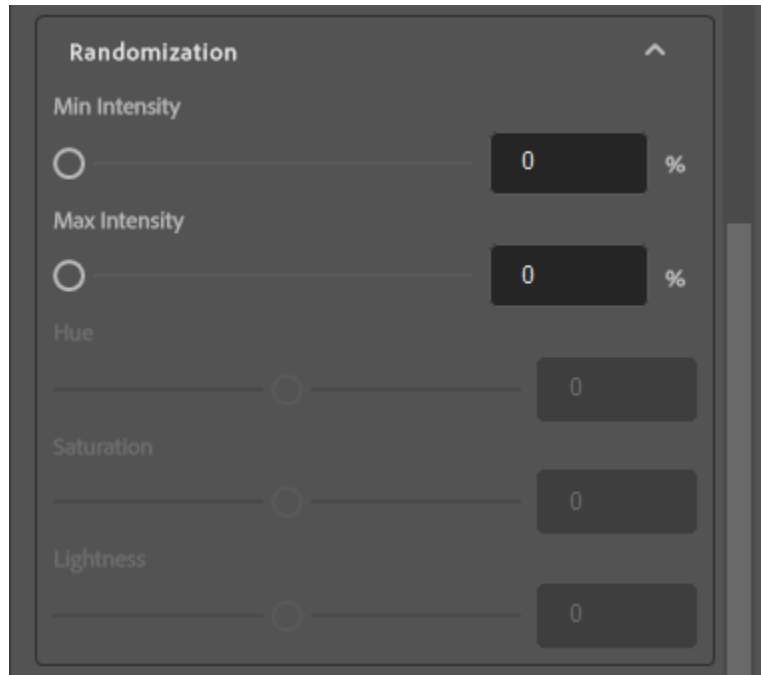 Randomization
Min Intensity
0 %
Max Intensity
0 %
Hue
0
Saturation
0
Lightness
0